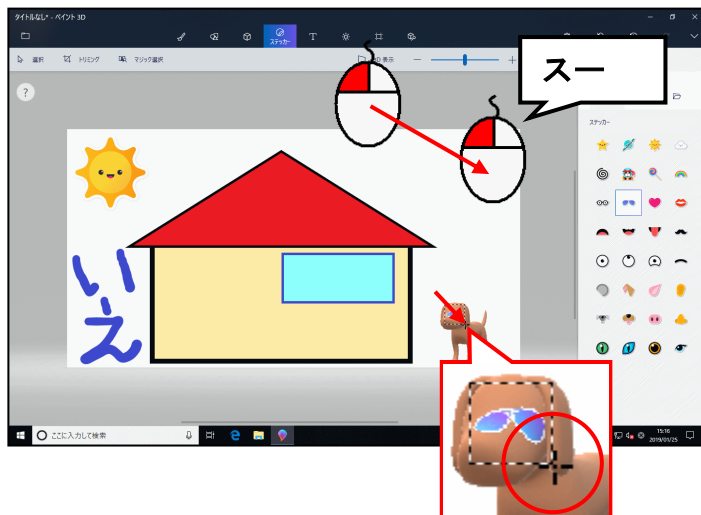 タイトルなし* - ペイント 3D
ステッカー
選択
トリミング
マジック選択
表示
スー
?
ステッカー
いえ
ここに入力して検索
15:16
2019/01/25